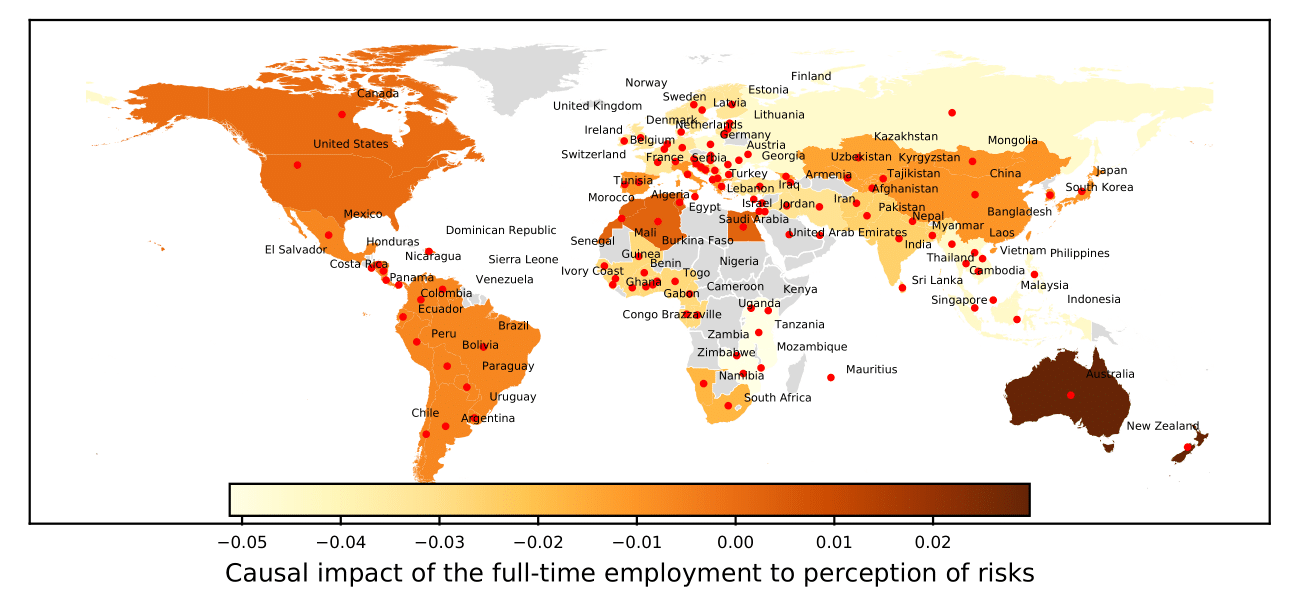 Finland
Norway
Estonia
Canada
Sweden
Latvia
United Kingdom
Lithuania
Denmark
Netherlands
Ireland
Germany
Kazakhstan
Belgium
Mongolia
United States
Austria
Switzerland
France
Serbia
Georgia
Uzbekistan
Kyrgyzstan
Japan
Turkey
Armenia
Tajikistan
China
Tunisia
Iraq
South Korea
Lebanon
Afghanistan
Algeria
Morocco
Iran
Israel
Jordan
Egypt
Pakistan
Bangladesh
Mexico
Nepal
Saudi Arabia
Myanmar
Dominican Republic
Mali
United Arab Emirates
Laos
Senegal
Burkina Faso
Honduras
India
El Salvador
Guinea
Vietnam
Philippines
Nicaragua
Thailand
Sierra Leone
Nigeria
Costa Rica
Benin
Ivory Coast
Togo
Cambodia
Panama
Venezuela
Sri Lanka
Ghana
Cameroon
Malaysia
Kenya
Colombia
Gabon
Singapore
Indonesia
Uganda
Ecuador
Congo Brazzaville
Brazil
Tanzania
Peru
Zambia
Bolivia
Mozambique
Zimbabwe
Paraguay
Mauritius
Australia
Namibia
Uruguay
South Africa
Chile
Argentina
New Zealand
−0.05
−0.04
−0.03
−0.02
−0.01
0.00
0.01
0.02
Causal impact of the full-time employment to perception of risks